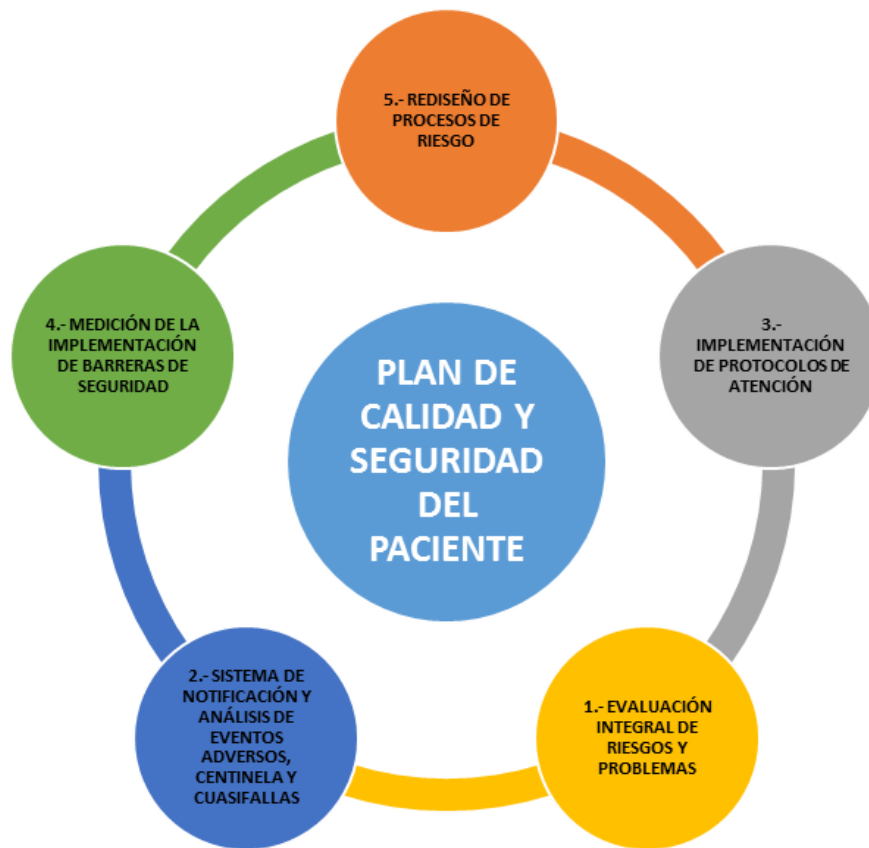 5.- REDISEÑO DE
PROCESOS DE
RIESGO
4.- MEDICIÓN DE LA
IMPLEMENTACIÓN
DE BARRERAS DE
SEGURIDAD
3.-
IMPLEMENTACIÓN
DE PROTOCOLOS DE
ATENCIÓN
PLAN DE
CALIDAD Y
SEGURIDAD
DEL
PACIENTE
2.- SISTEMA DE
NOTIFICACIÓN Y
ANÁLISIS DE
EVENTOS
ADVERSOS,
CENTINELA Y
CUASIFALLAS
1.- EVALUACIÓN
INTEGRAL DE
RIESGOS Y
PROBLEMAS